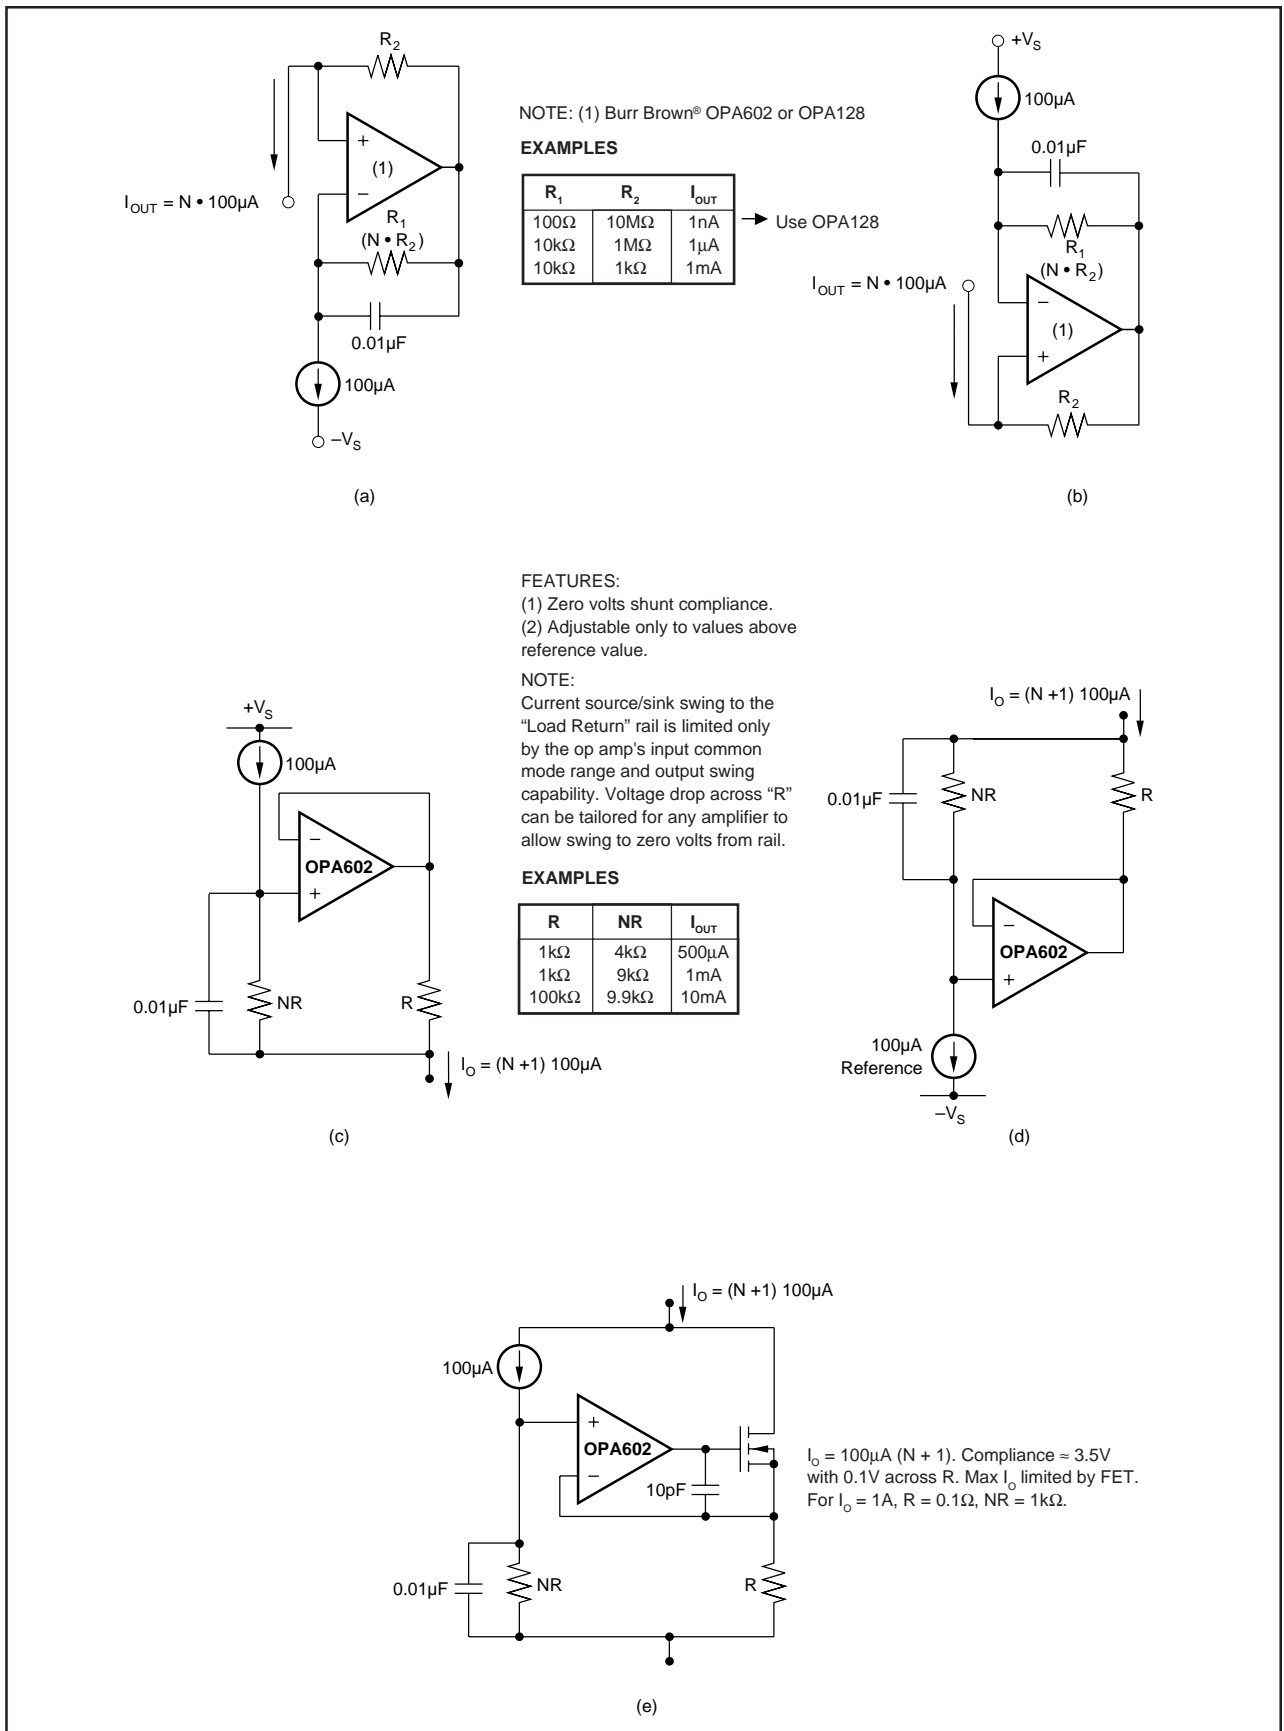 R2
+
(1)
–
IOUT = N • 100µA
R1
(N • R2)
0.01µF
100µA
–VS
(a)
NOTE: (1) Burr Brown® OPA602 or OPA128
EXAMPLES
R1 R2 IOUT
100Ω 10MΩ 1nA → Use OPA128
10kΩ 1MΩ 1µA
10kΩ 1kΩ 1mA
+VS
100µA
0.01µF
R1
(N • R2)
IOUT = N • 100µA
–
(1)
+
R2
(b)
FEATURES:
(1) Zero volts shunt compliance.
(2) Adjustable only to values above
reference value.
NOTE:
Current source/sink swing to the
“Load Return” rail is limited only
by the op amp's input common
mode range and output swing
capability. Voltage drop across “R”
can be tailored for any amplifier to
allow swing to zero volts from rail.
EXAMPLES
R NR IOUT
1kΩ 4kΩ 500µA
1kΩ 9kΩ 1mA
100kΩ 9.9kΩ 10mA
+VS
100µA
–
OPA602
+
0.01µF
NR
R
IO = (N +1) 100µA
(c)
IO = (N +1) 100µA
0.01µF
NR
R
–
OPA602
+
100µA
Reference
–VS
(d)
IO = (N +1) 100µA
100µA
+
OPA602
–
10pF
0.01µF
NR
R
IO = 100µA (N + 1). Compliance ≈ 3.5V
with 0.1V across R. Max IO limited by FET.
For IO = 1A, R = 0.1Ω, NR = 1kΩ.
(e)